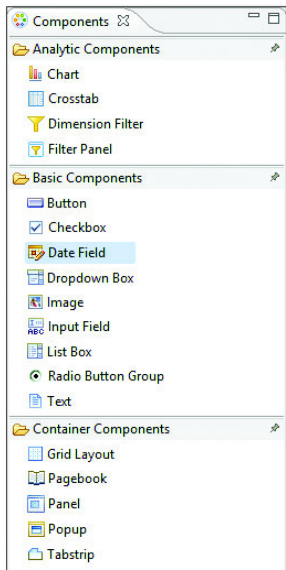 Components
Analytic Components
Chart
Crosstab
Dimension Filter
Filter Panel
Basic Components
Button
Checkbox
Date Field
Dropdown Box
Image
Input Field
List Box
Radio Button Group
Text
Container Components
Grid Layout
Pagebook
Panel
Popup
Tabstrip